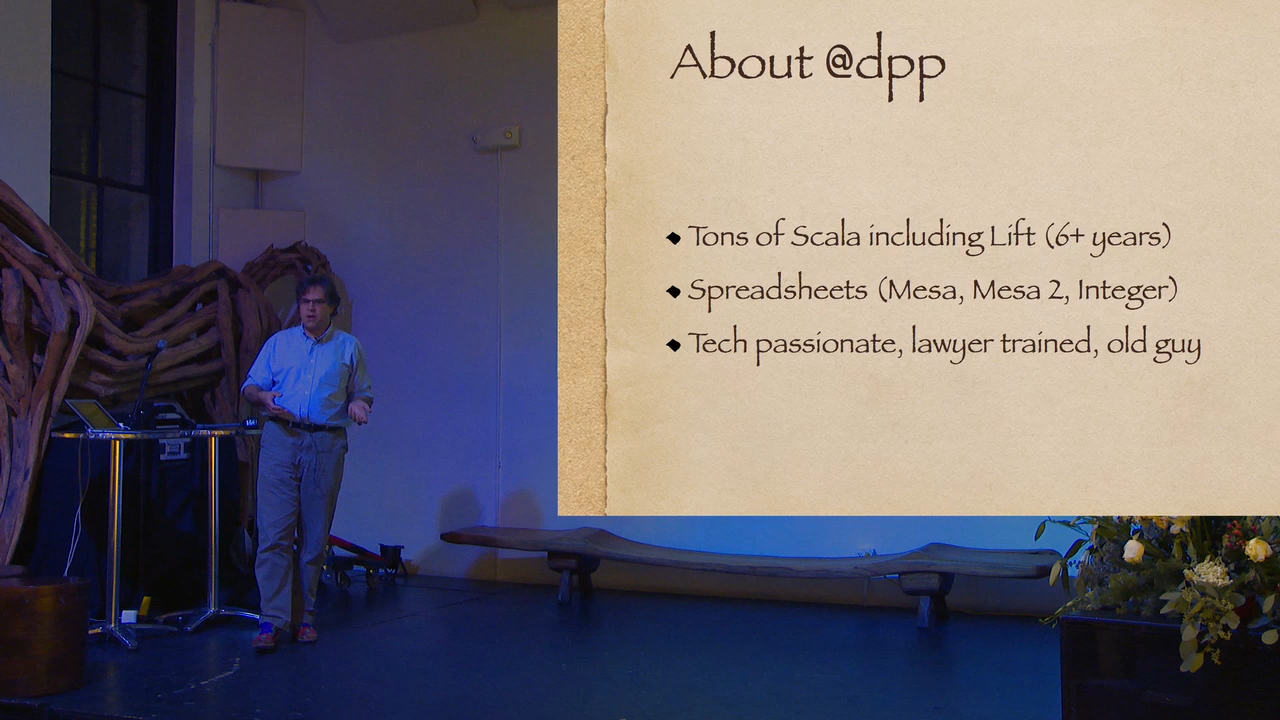 About @dpp
Tons of Scala including Lift (6+ years)
Spreadsheets (Mesa, Mesa 2, Integer)
Tech passionate, lawyer trained, old guy